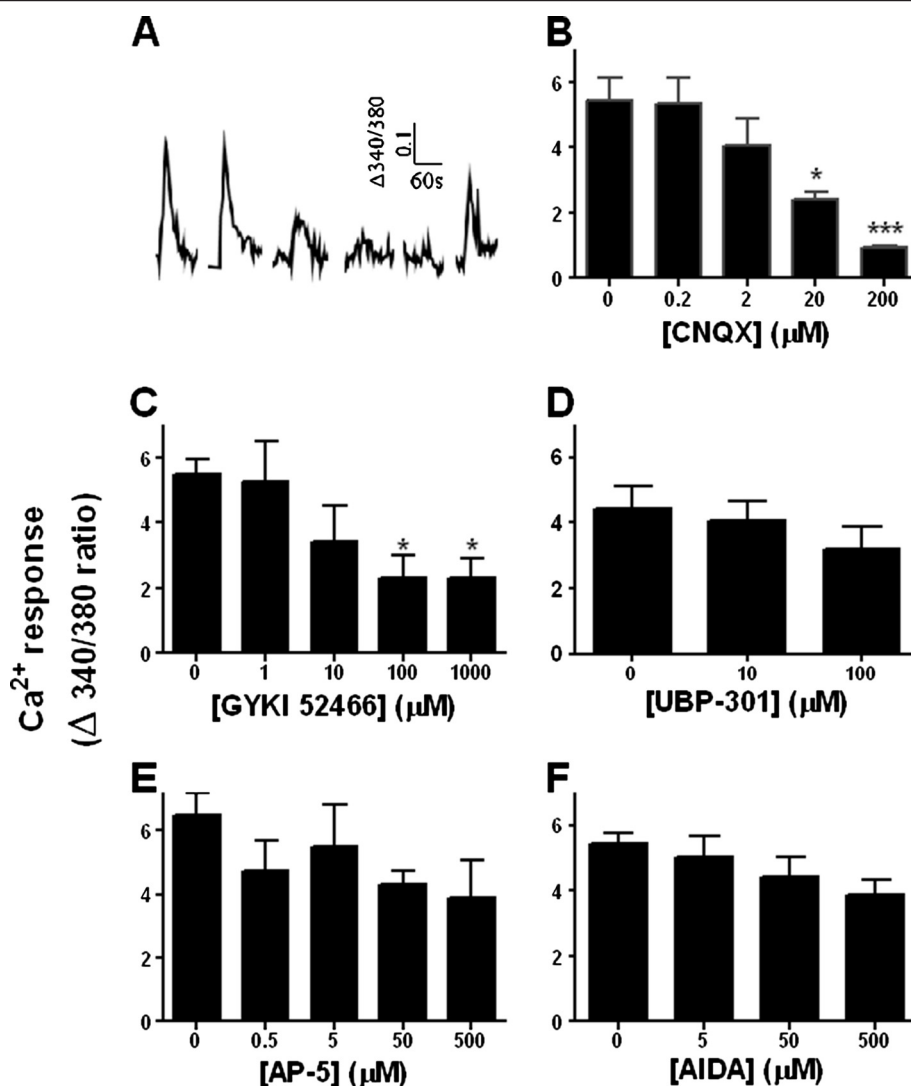 A
Δ340/380
0.1
60s
B
6
4
2
0
*
***
0 0.2 2 20 200
[CNQX] (µM)
Ca2+ response
(Δ 340/380 ratio)
C
6
4
2
0
* *
0 1 10 100 1000
[GYKI 52466] (µM)
D
6
4
2
0
0 10 100
[UBP-301] (µM)
E
6
4
2
0
0 0.5 5 50 500
[AP-5] (µM)
F
6
4
2
0
0 5 50 500
[AIDA] (µM)